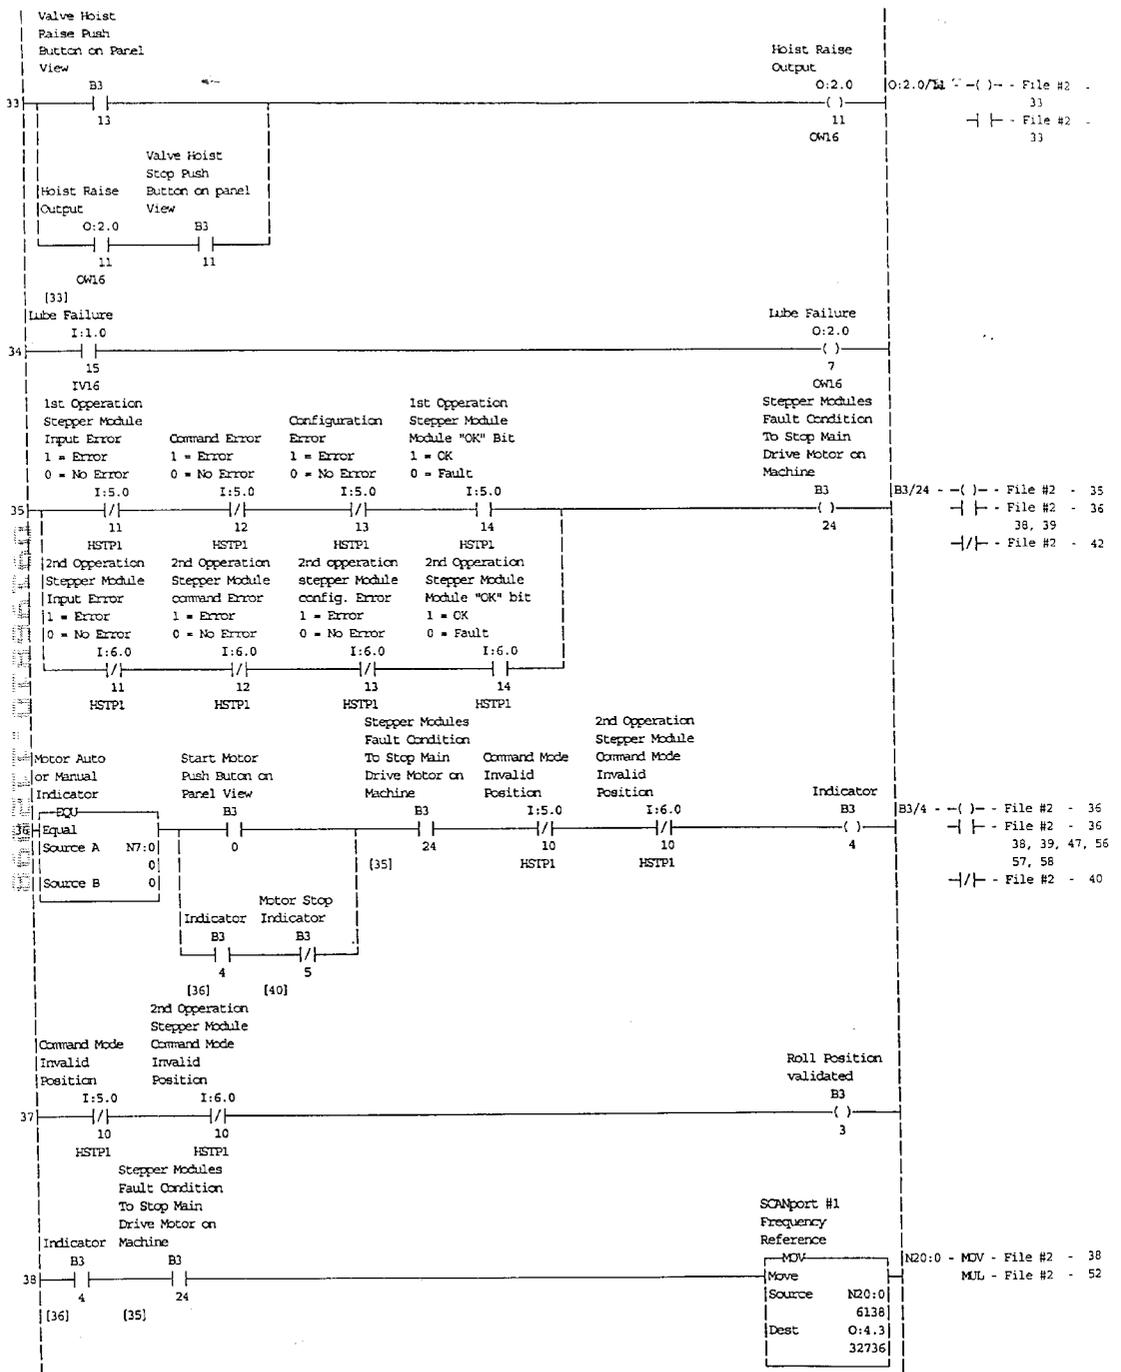 Valve Hoist
Raise Push
Button on Panel
View
B3
13
Hoist Raise
Output
O:2.0
11
OW16
O:2.0/11 - -( )- - File #2 -
33
-| |- - File #2 -
33
33
Hoist Raise
Output
O:2.0
11
OW16
[33]
Valve Hoist
Stop Push
Button on panel
View
B3
11
Lube Failure
I:1.0
15
IV16
Lube Failure
O:2.0
7
OW16
34
1st Opperation
Stepper Module
Input Error
1 = Error
0 = No Error
I:5.0
11
HSTP1
Command Error
1 = Error
0 = No Error
I:5.0
12
HSTP1
Configuration
Error
1 = Error
0 = No Error
I:5.0
13
HSTP1
1st Opperation
Stepper Module
Module "OK" Bit
1 = OK
0 = Fault
I:5.0
14
HSTP1
Stepper Modules
Fault Condition
To Stop Main
Drive Motor on
Machine
B3
24
B3/24 - -( )- - File #2 - 35
-| |- - File #2 - 36
38, 39
-|/|- - File #2 - 42
35
2nd Opperation
Stepper Module
Input Error
1 = Error
0 = No Error
I:6.0
11
HSTP1
2nd Opperation
Stepper Module
command Error
1 = Error
0 = No Error
I:6.0
12
HSTP1
2nd opperation
stepper Module
config. Error
1 = Error
0 = No Error
I:6.0
13
HSTP1
2nd Opperation
Stepper Module
Module "OK" bit
1 = OK
0 = Fault
I:6.0
14
HSTP1
Motor Auto
or Manual
Indicator
EQU
Equal
Source A N7:0
0
Source B 0
36
Start Motor
Push Buton on
Panel View
B3
0
Stepper Modules
Fault Condition
To Stop Main
Drive Motor on
Machine
B3
24
[35]
Command Mode
Invalid
Position
I:5.0
10
HSTP1
2nd Opperation
Stepper Module
Command Mode
Invalid
Position
I:6.0
10
HSTP1
Indicator
B3
4
B3/4 - -( )- - File #2 - 36
-| |- - File #2 - 36
38, 39, 47, 56
57, 58
-|/|- - File #2 - 40
Indicator
B3
4
[36]
Motor Stop
Indicator
B3
5
[40]
Command Mode
Invalid
Position
I:5.0
10
HSTP1
2nd Opperation
Stepper Module
Command Mode
Invalid
Position
I:6.0
10
HSTP1
Roll Position
validated
B3
3
37
Indicator
B3
4
[36]
Stepper Modules
Fault Condition
To Stop Main
Drive Motor on
Machine
B3
24
[35]
SCANport #1
Frequency
Reference
MOV
Move
Source N20:0
6138
Dest O:4.3
32736
N20:0 - MOV - File #2 - 38
MUL - File #2 - 52
38